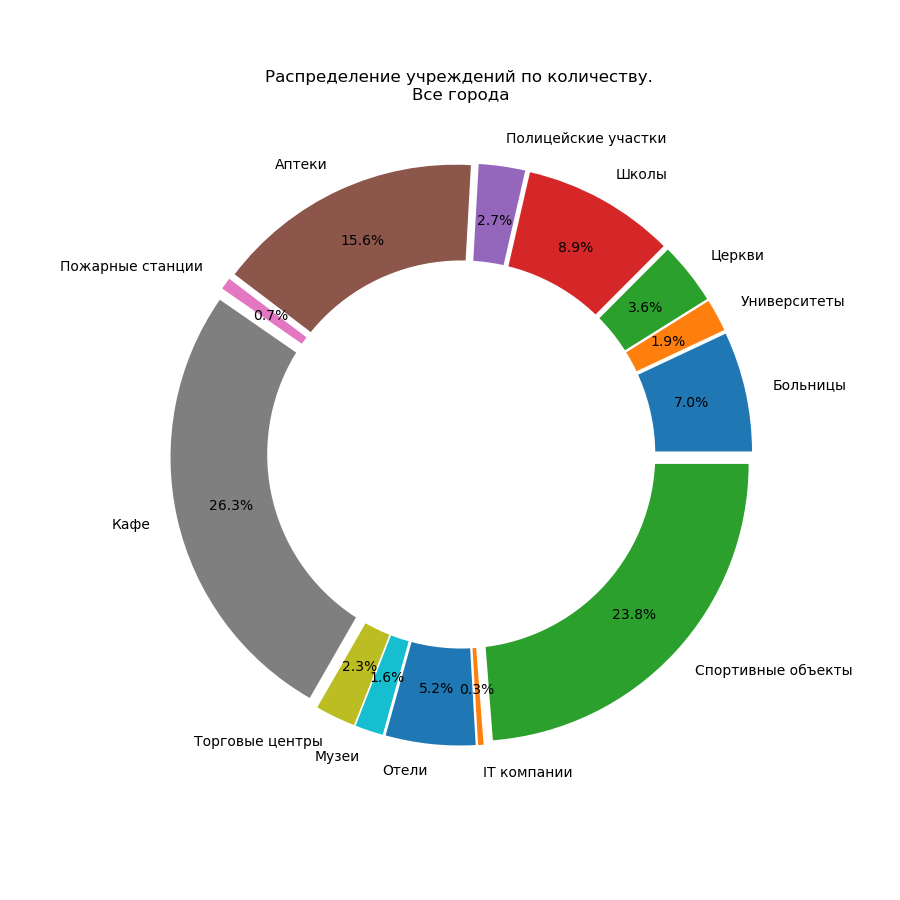 Распределение учреждений по количеству.
Все города
Полицейские участки
Аптеки
Школы
2.7%
15.6%
8.9%
Церкви
Пожарные станции
Университеты
3.6%
0.7%
1.9%
Больницы
7.0%
26.3%
Кафе
23.8%
2.3%
Спортивные объекты
1.6%
5.2%
0.3%
Торговые центры
Музеи
Отели
IT компании